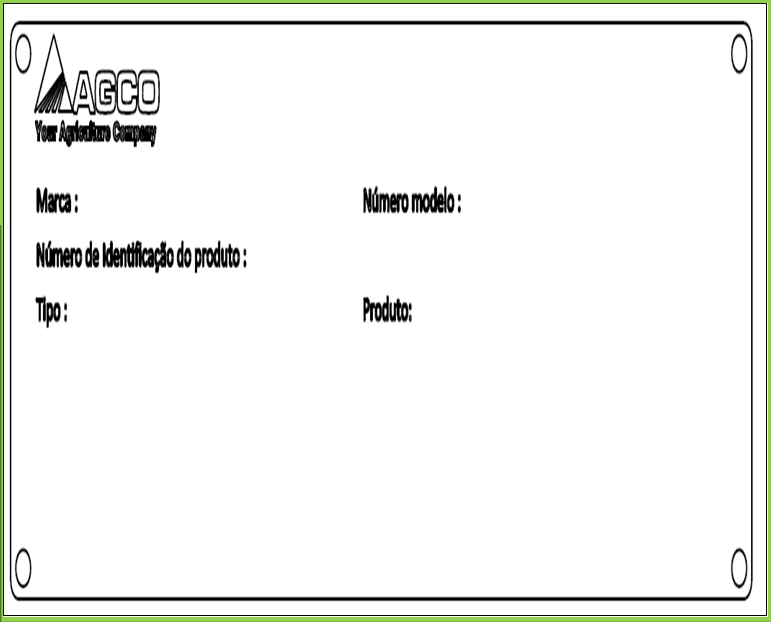 AGCO
Your Agriculture Company
Marca : Número modelo :
Número de Identificação do produto :
Tipo : Produto: